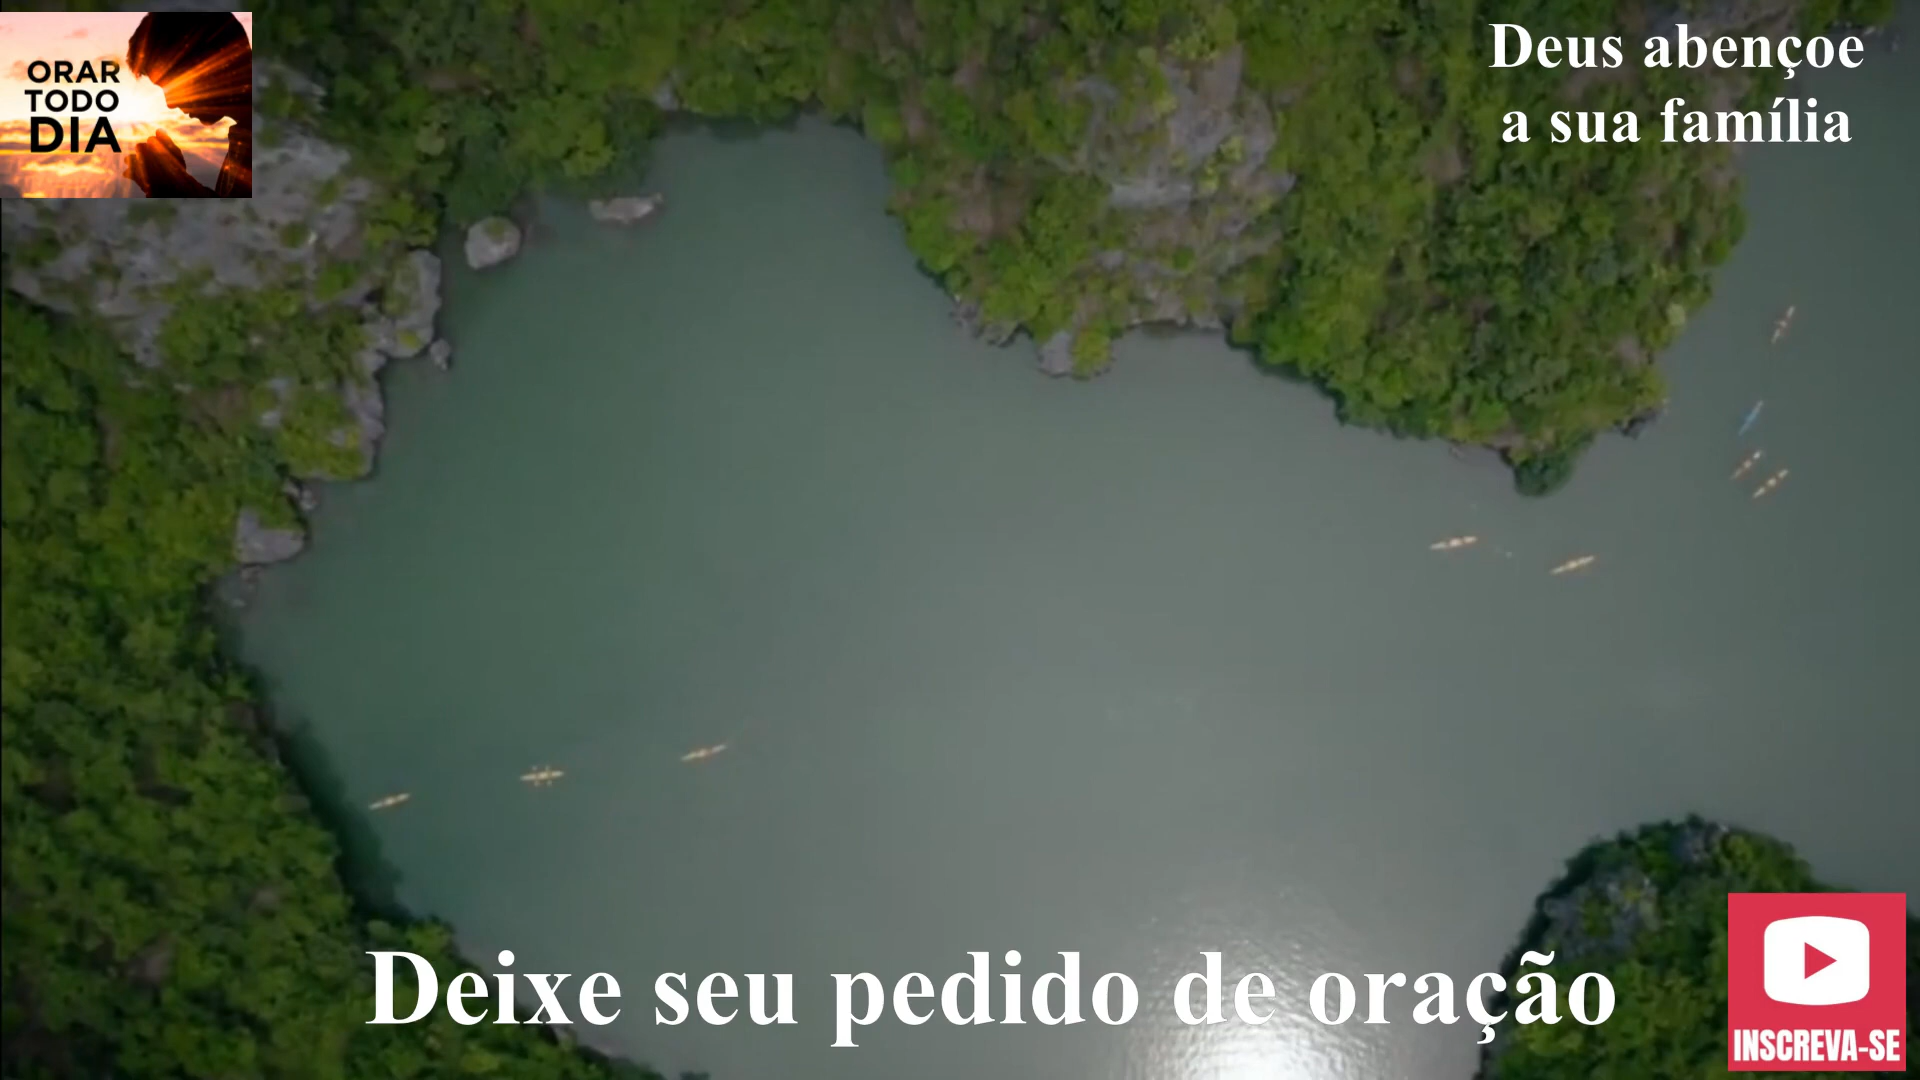 ORAR
TODO
DIA
Deus abençoe
a sua família
Deixe seu pedido de oração
INSCREVA-SE